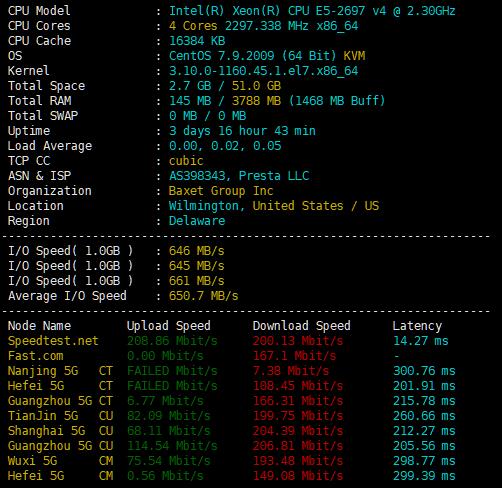 CPU Model : Intel(R) Xeon(R) CPU E5-2697 v4 @ 2.30GHz
CPU Cores : 4 Cores 2297.338 MHz x86_64
CPU Cache : 16384 KB
OS : CentOS 7.9.2009 (64 Bit) KVM
Kernel : 3.10.0-1160.45.1.el7.x86_64
Total Space : 2.7 GB / 51.0 GB
Total RAM : 145 MB / 3788 MB (1468 MB Buff)
Total SWAP : 0 MB / 0 MB
Uptime : 3 days 16 hour 43 min
Load Average : 0.00, 0.02, 0.05
TCP CC : cubic
ASN & ISP : AS398343, Presta LLC
Organization : Baxet Group Inc
Location : Wilmington, United States / US
Region : Delaware
----------------------------------------------------------------------
I/O Speed( 1.0GB ) : 646 MB/s
I/O Speed( 1.0GB ) : 645 MB/s
I/O Speed( 1.0GB ) : 661 MB/s
Average I/O Speed : 650.7 MB/s
----------------------------------------------------------------------
Node Name Upload Speed Download Speed Latency
Speedtest.net 208.86 Mbit/s 200.13 Mbit/s 14.27 ms
Fast.com 0.00 Mbit/s 167.1 Mbit/s -
Nanjing 5G CT FAILED Mbit/s 7.38 Mbit/s 300.76 ms
Hefei 5G CT FAILED Mbit/s 108.45 Mbit/s 201.91 ms
Guangzhou 5G CT 6.77 Mbit/s 166.31 Mbit/s 215.78 ms
TianJin 5G CU 82.09 Mbit/s 199.75 Mbit/s 260.66 ms
Shanghai 5G CU 68.11 Mbit/s 204.39 Mbit/s 212.27 ms
Guangzhou 5G CU 114.54 Mbit/s 206.81 Mbit/s 205.56 ms
Wuxi 5G CM 75.54 Mbit/s 193.48 Mbit/s 298.77 ms
Hefei 5G CM 0.56 Mbit/s 149.08 Mbit/s 299.39 ms